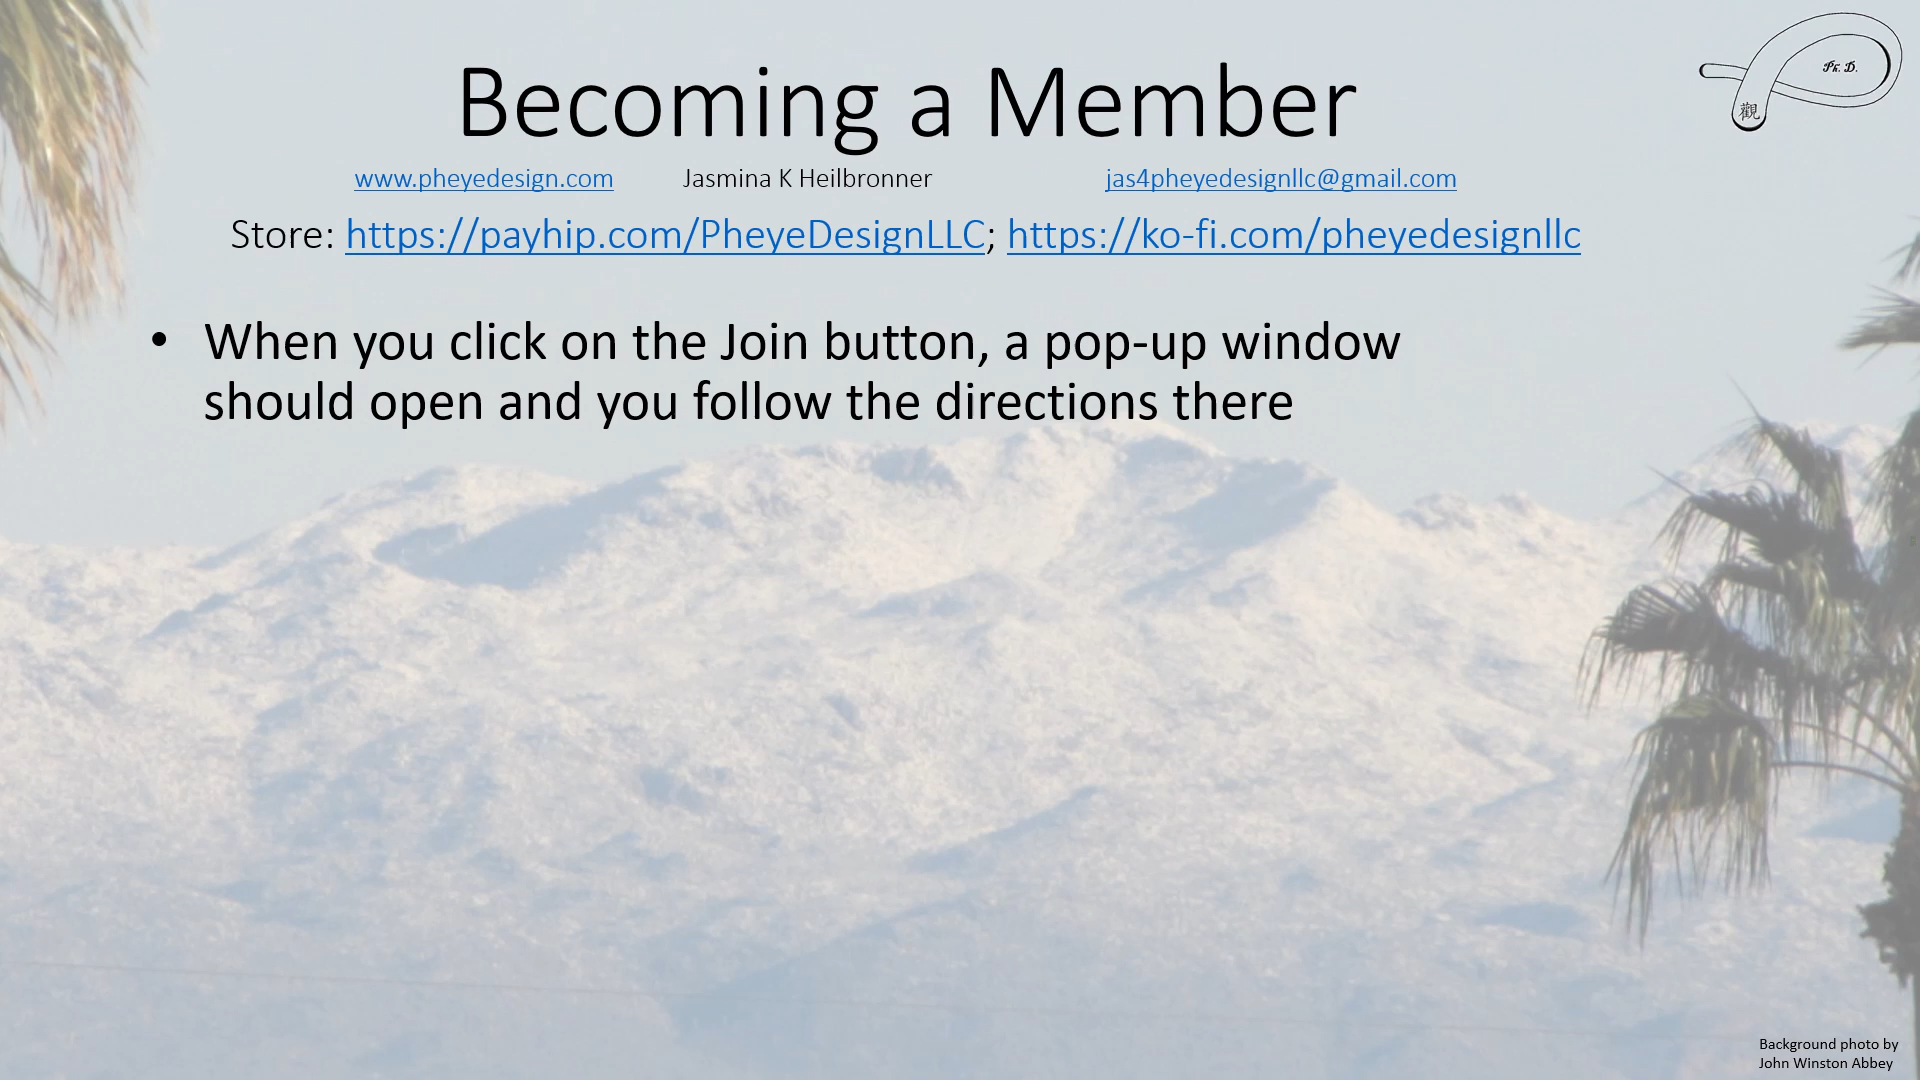 Becoming a Member
Ph. D.
觀
www.pheyedesign.com Jasmina K Heilbronner jas4pheyedesignllc@gmail.com
Store: https://payhip.com/PheyeDesignLLC; https://ko-fi.com/pheyedesignllc
• When you click on the Join button, a pop-up window
should open and you follow the directions there
Background photo by
John Winston Abbey